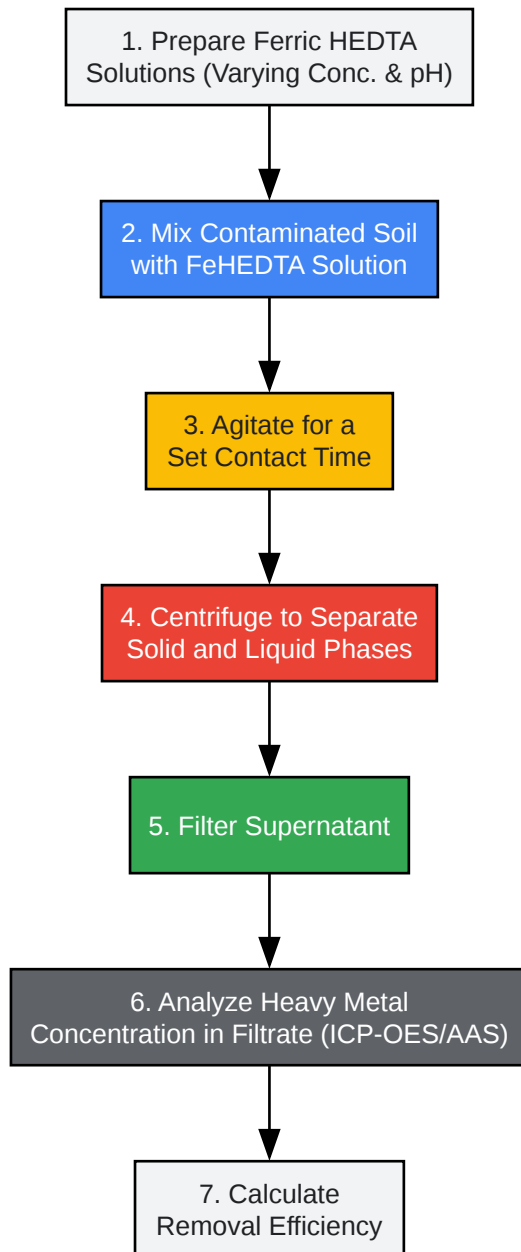 1. Prepare Ferric HEDTA
Solutions (Varying Conc. & pH)
2. Mix Contaminated Soil
with FeHEDTA Solution
3. Agitate for a
Set Contact Time
4. Centrifuge to Separate
Solid and Liquid Phases
5. Filter Supernatant
6. Analyze Heavy Metal
Concentration in Filtrate (ICP-OES/AAS)
7. Calculate
Removal Efficiency